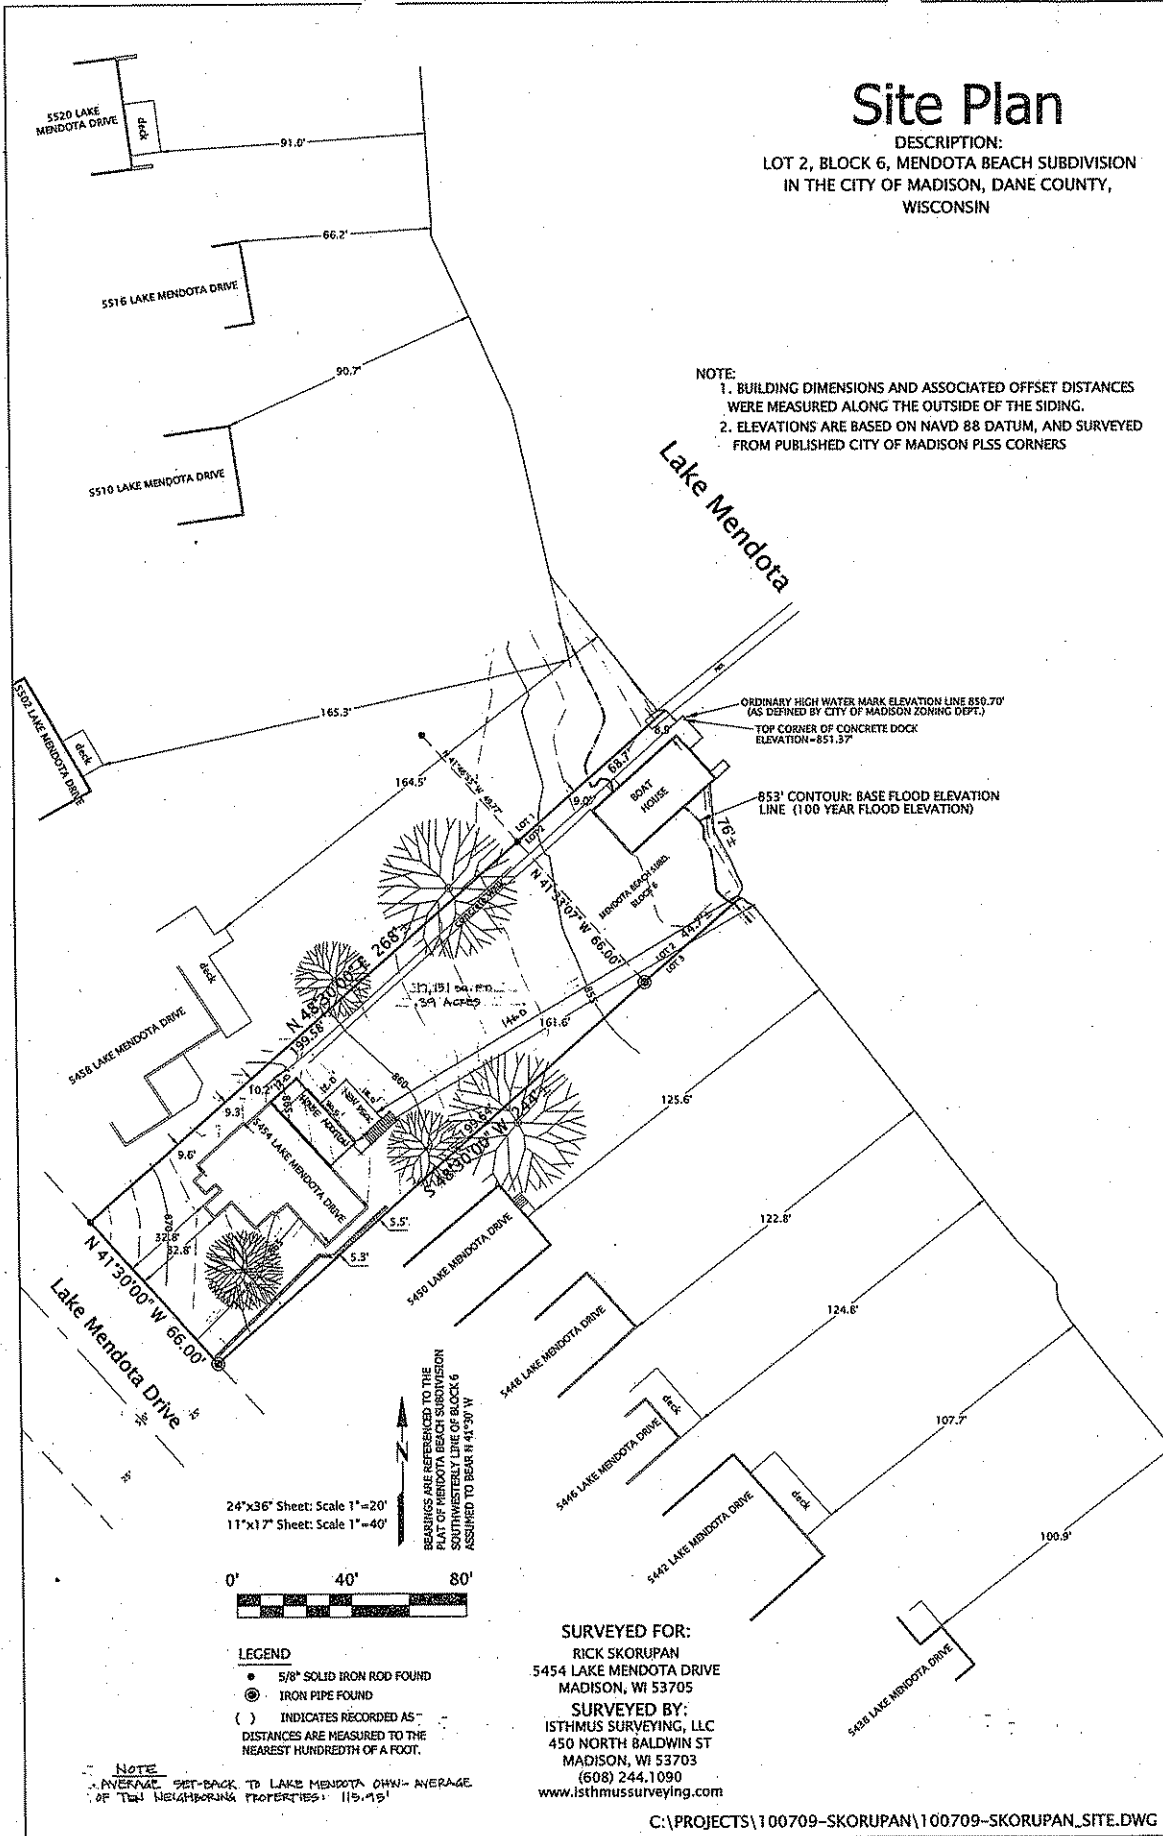 Site Plan
DESCRIPTION:
LOT 2, BLOCK 6, MENDOTA BEACH SUBDIVISION
IN THE CITY OF MADISON, DANE COUNTY,
WISCONSIN
5520 LAKE
MENDOTA DRIVE
deck
91.0'
66.2'
5516 LAKE MENDOTA DRIVE
90.7'
5510 LAKE MENDOTA DRIVE
NOTE:
1. BUILDING DIMENSIONS AND ASSOCIATED OFFSET DISTANCES
WERE MEASURED ALONG THE OUTSIDE OF THE SIDING.
2. ELEVATIONS ARE BASED ON NAVD 88 DATUM, AND SURVEYED
FROM PUBLISHED CITY OF MADISON PLSS CORNERS
Lake Mendota
5502 LAKE MENDOTA DRIVE
deck
165.3'
164.5'
ORDINARY HIGH WATER MARK ELEVATION LINE 850.70'
(AS DEFINED BY CITY OF MADISON ZONING DEPT.)
TOP CORNER OF CONCRETE DOCK
ELEVATION=851.37'
853' CONTOUR: BASE FLOOD ELEVATION
LINE (100 YEAR FLOOD ELEVATION)
68.7'
9.0'
BOAT
HOUSE
76'±
LOT 1
LOT 2
N 41°53'07" W 66.00'
MENDOTA BEACH SUBD.
BLOCK 6
CONCRETE WALK
LOT 2
LOT 3
44.7'±
855
N 48°30'00" E 268'±
199.58'
.39 ACRES
146.0
161.6'
deck
5458 LAKE MENDOTA DRIVE
860
10.2'
9.3'
9.6'
HOUSE ADDITION
5454 LAKE MENDOTA DRIVE
S 48°30'00" W 244'±
199.64'
125.6'
870
32.8'
32.8'
5.5'
5.3'
N 41°30'00" W 66.00'
Lake Mendota Drive
5450 LAKE MENDOTA DRIVE
122.8'
5448 LAKE MENDOTA DRIVE
124.8'
deck
5446 LAKE MENDOTA DRIVE
107.7'
deck
5442 LAKE MENDOTA DRIVE
100.9'
5438 LAKE MENDOTA DRIVE
N
BEARINGS ARE REFERENCED TO THE
PLAT OF MENDOTA BEACH SUBDIVISION
SOUTHWESTERLY LINE OF BLOCK 6
ASSUMED TO BEAR N 41°30' W
24"x36" Sheet: Scale 1"=20'
11"x17" Sheet: Scale 1"=40'
0' 40' 80'
LEGEND
5/8" SOLID IRON ROD FOUND
IRON PIPE FOUND
( ) INDICATES RECORDED AS
DISTANCES ARE MEASURED TO THE
NEAREST HUNDREDTH OF A FOOT.
NOTE
AVERAGE SET-BACK TO LAKE MENDOTA OHW - AVERAGE
OF TEN NEIGHBORING PROPERTIES: 115.95'
SURVEYED FOR:
RICK SKORUPAN
5454 LAKE MENDOTA DRIVE
MADISON, WI 53705
SURVEYED BY:
ISTHMUS SURVEYING, LLC
450 NORTH BALDWIN ST
MADISON, WI 53703
(608) 244.1090
www.isthmussurveying.com
C:\PROJECTS\100709-SKORUPAN\100709-SKORUPAN_SITE.DWG